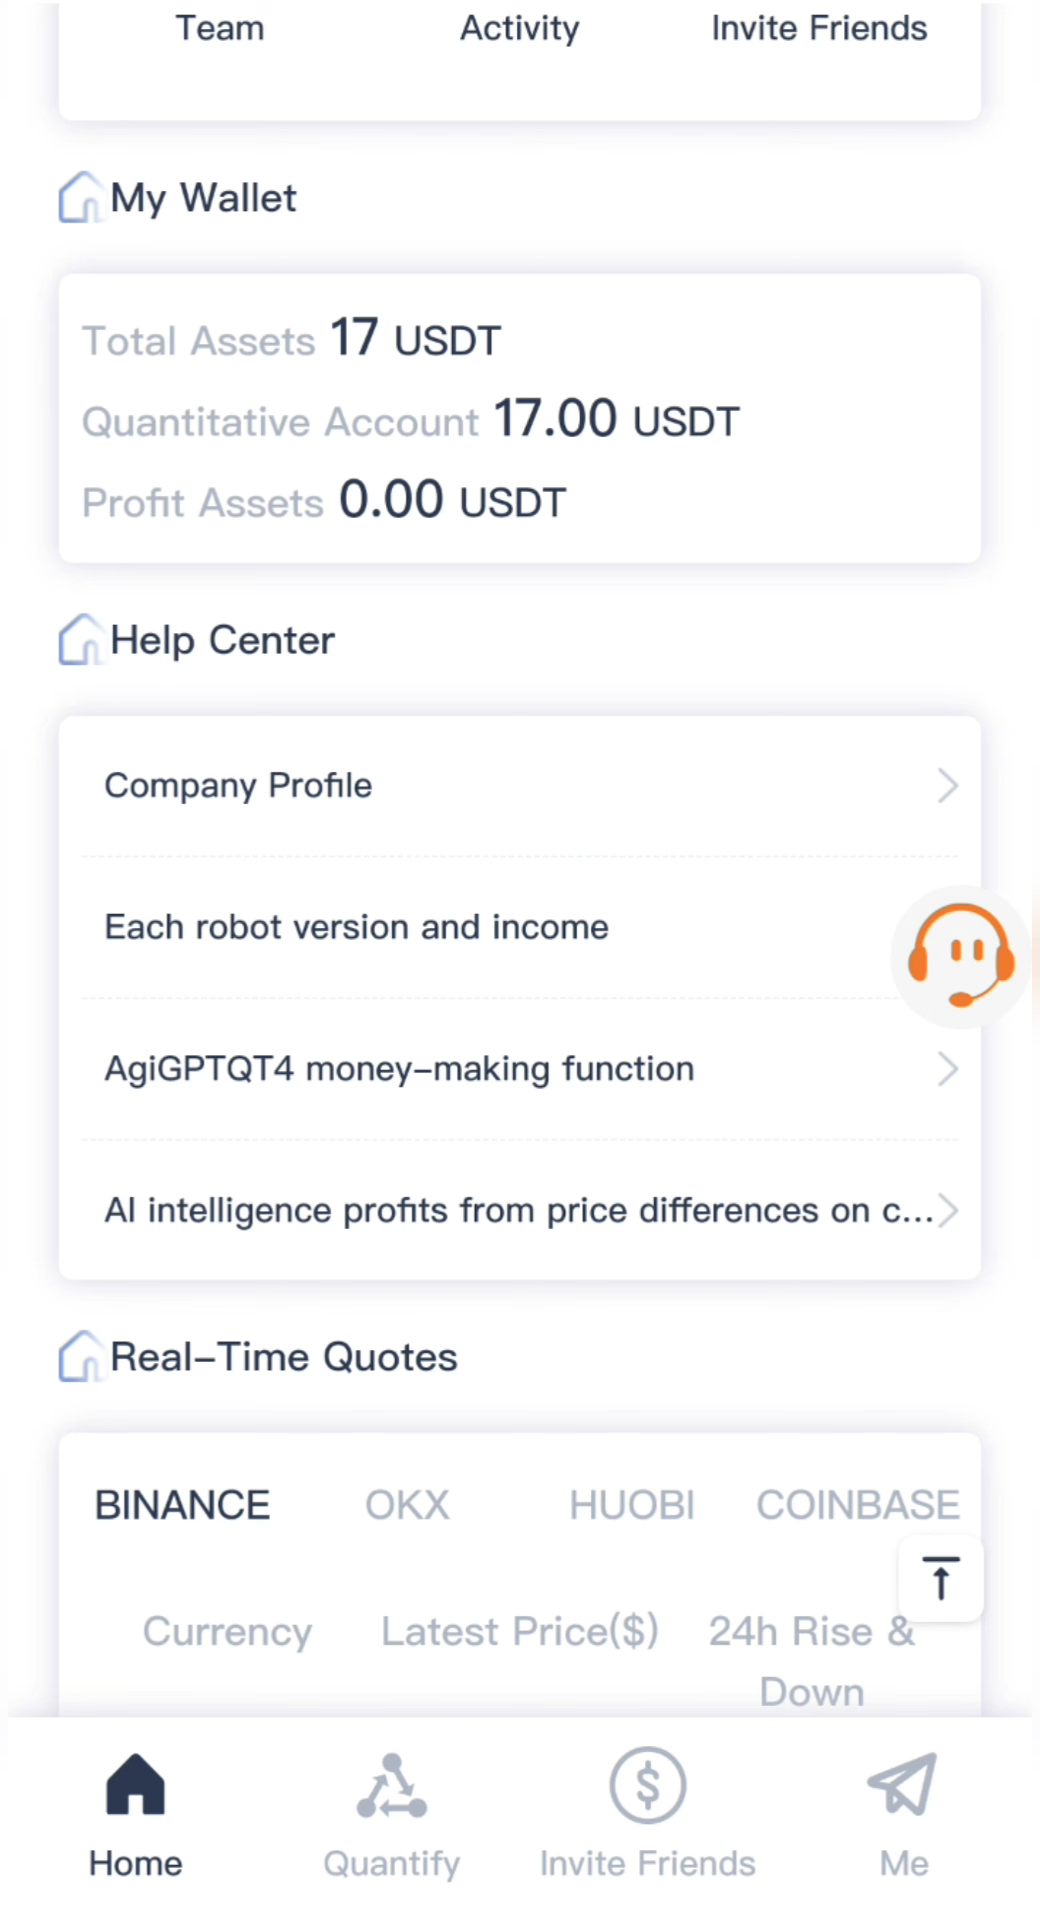 Team Activity Invite Friends
My Wallet
Total Assets 17 USDT
Quantitative Account 17.00 USDT
Profit Assets 0.00 USDT
Help Center
Company Profile
Each robot version and income
AgiGPTQT4 money–making function
AI intelligence profits from price differences on c...
Real–Time Quotes
BINANCE OKX HUOBI COINBASE
Currency Latest Price($) 24h Rise &
Down
Home Quantify Invite Friends Me